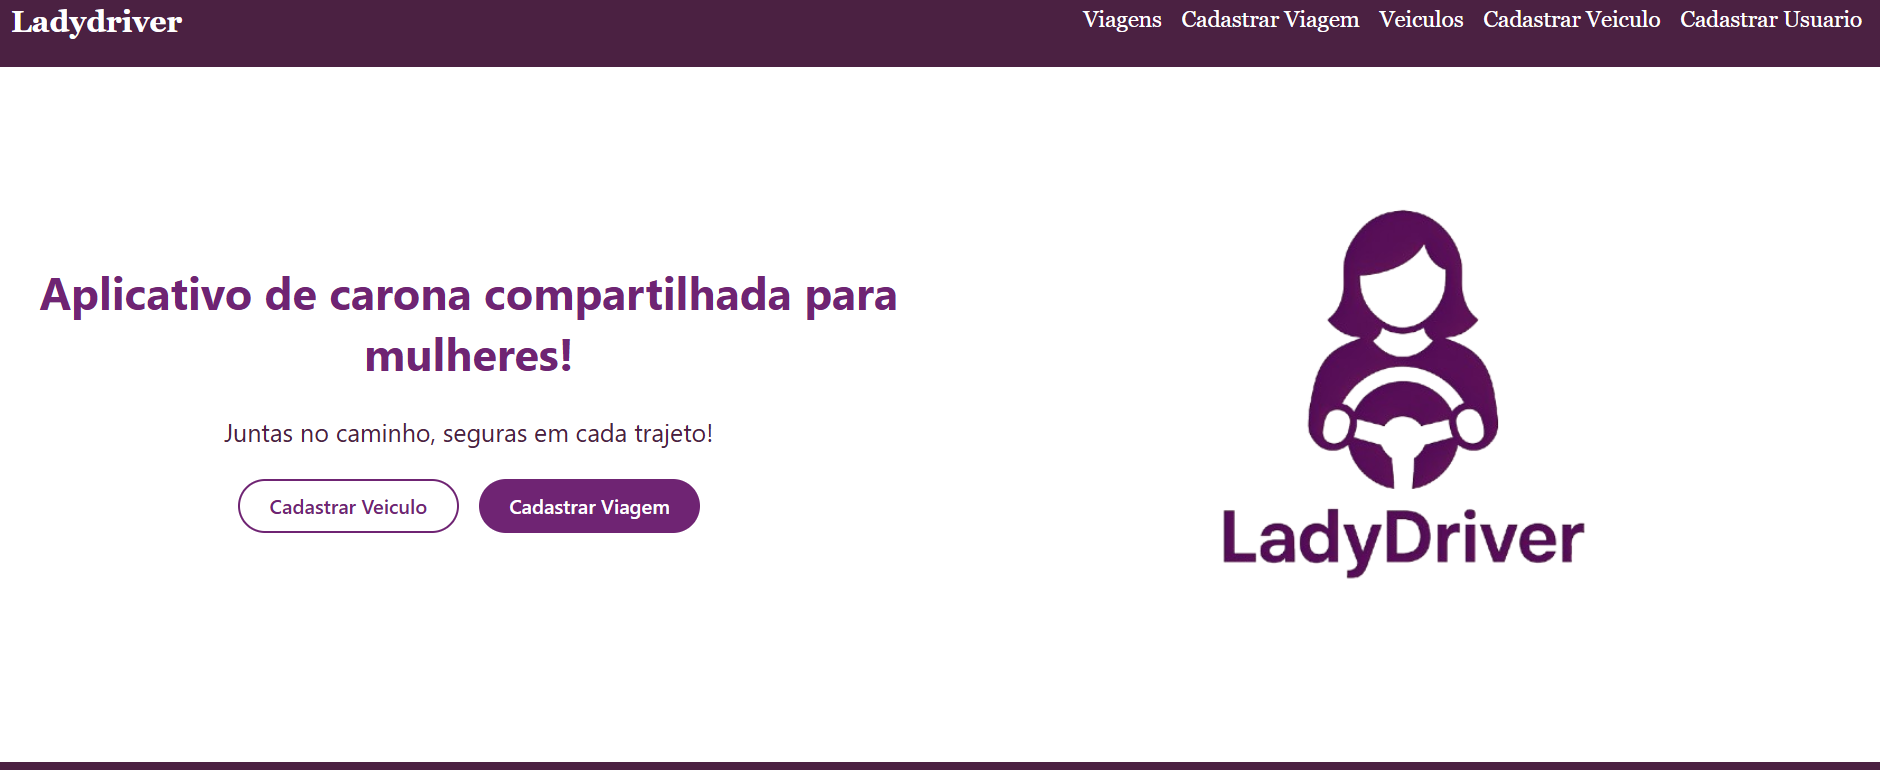 Ladydriver
Viagens Cadastrar Viagem Veiculos Cadastrar Veiculo Cadastrar Usuario
Aplicativo de carona compartilhada para
mulheres!
Juntas no caminho, seguras em cada trajeto!
Cadastrar Veiculo Cadastrar Viagem
LadyDriver